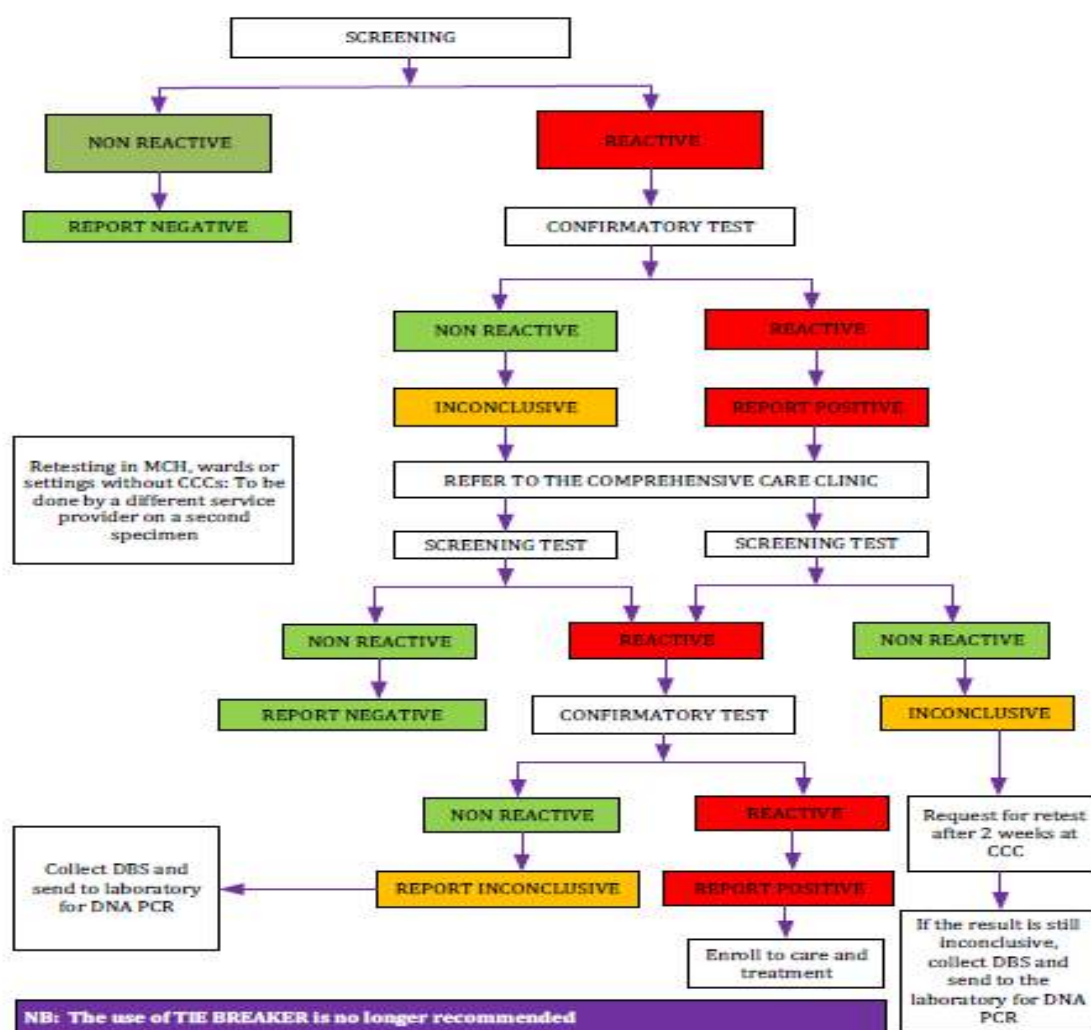 SCREENING
NON REACTIVE
REACTIVE
REPORT NEGATIVE
CONFIRMATORY TEST
NON REACTIVE
REACTIVE
INCONCLUSIVE
REPORT POSITIVE
Retesting in MCH, wards or
settings without CCCs: To be
done by a different service
provider on a second
specimen
REFER TO THE COMPREHENSIVE CARE CLINIC
SCREENING TEST
SCREENING TEST
NON REACTIVE
REACTIVE
NON REACTIVE
REPORT NEGATIVE
CONFIRMATORY TEST
INCONCLUSIVE
NON REACTIVE
REACTIVE
Request for retest
after 2 weeks at
CCC
Collect DBS and
send to laboratory
for DNA PCR
REPORT INCONCLUSIVE
REPORT POSITIVE
Enroll to care and
treatment
If the result is still
inconclusive,
collect DBS and
send to the
laboratory for DNA
PCR
NB: The use of TIE BREAKER is no longer recommended